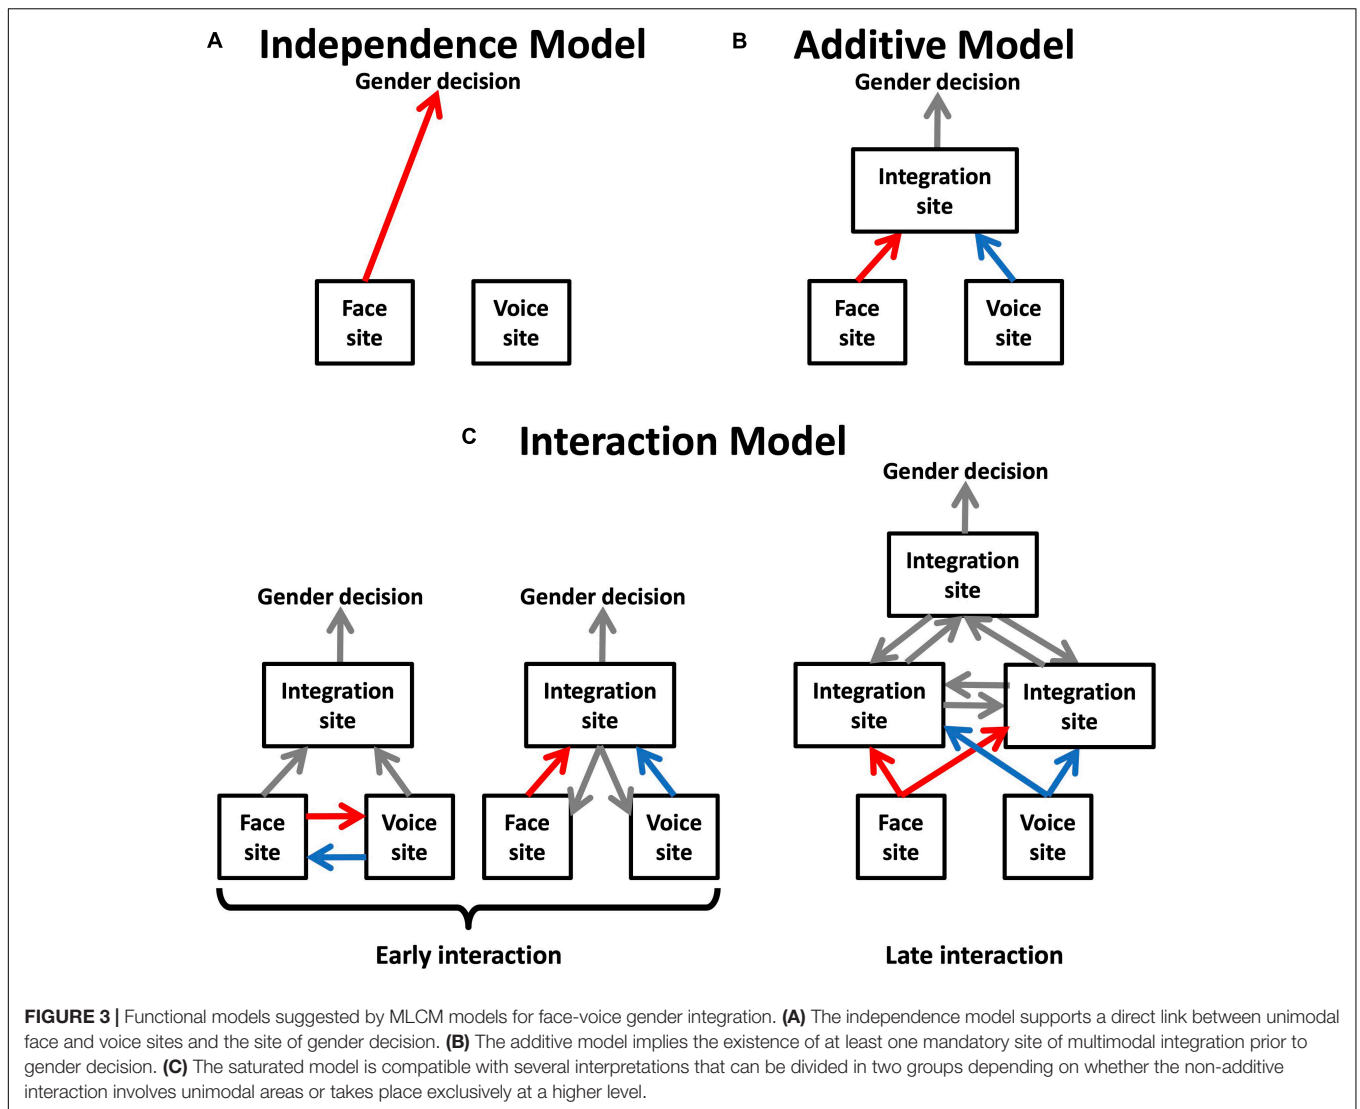 A
Independence Model
Gender decision
Face
site
Voice
site
B
Additive Model
Gender decision
Integration
site
Face
site
Voice
site
C
Interaction Model
Gender decision
Integration
site
Face
site
Voice
site
Gender decision
Integration
site
Face
site
Voice
site
Early interaction
Gender decision
Integration
site
Integration
site
Integration
site
Face
site
Voice
site
Late interaction
FIGURE 3 | Functional models suggested by MLCM models for face-voice gender integration. (A) The independence model supports a direct link between unimodal
face and voice sites and the site of gender decision. (B) The additive model implies the existence of at least one mandatory site of multimodal integration prior to
gender decision. (C) The saturated model is compatible with several interpretations that can be divided in two groups depending on whether the non-additive
interaction involves unimodal areas or takes place exclusively at a higher level.